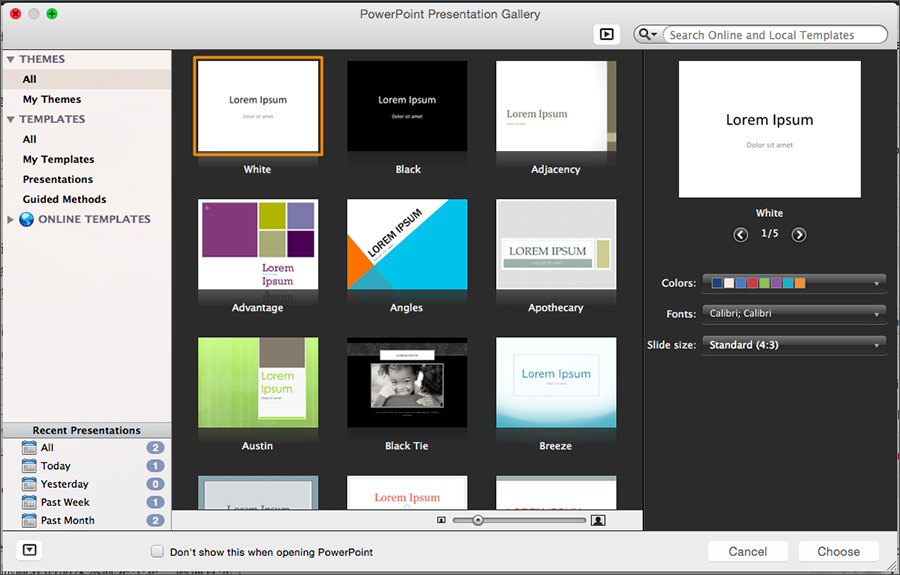 PowerPoint Presentation Gallery
Search Online and Local Templates
THEMES
All
My Themes
TEMPLATES
All
My Templates
Presentations
Guided Methods
ONLINE TEMPLATES
Recent Presentations
All 2
Today 1
Yesterday 0
Past Week 1
Past Month 2
Lorem Ipsum
Dolor sit amet
White
Lorem Ipsum
Dolor sit amet
Black
Lorem Ipsum
Adjacency
Lorem
Ipsum
Advantage
LOREM IPSUM
Angles
LOREM IPSUM
Apothecary
Lorem
Ipsum
Dolor sit amet
Austin
LOREM IPSUM
Black Tie
Lorem Ipsum
Breeze
Lorem Ipsum
Lorem Ipsum
Lorem Ipsum
Lorem Ipsum
Dolor sit amet
White
1/5
Colors:
Fonts: Calibri; Calibri
Slide size: Standard (4:3)
Don't show this when opening PowerPoint
Cancel
Choose